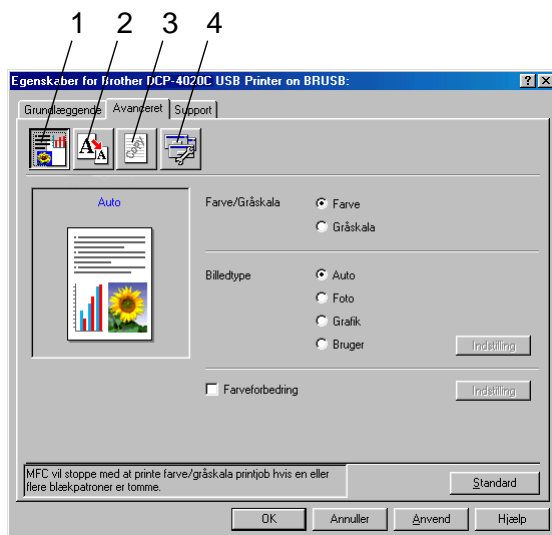 1 2 3 4
Egenskaber for Brother DCP-4020C USB Printer on BRUSB:
Grundlæggende Avanceret Support
A A
Auto
Farve/Gråskala
Farve
Gråskala
Billedtype
Auto
Foto
Grafik
Bruger
Indstilling
Farveforbedring
Indstilling
MFC vil stoppe med at printe farve/gråskala printjob hvis en eller
flere blækpatroner er tomme.
Standard
OK Annuller Anvend Hjælp